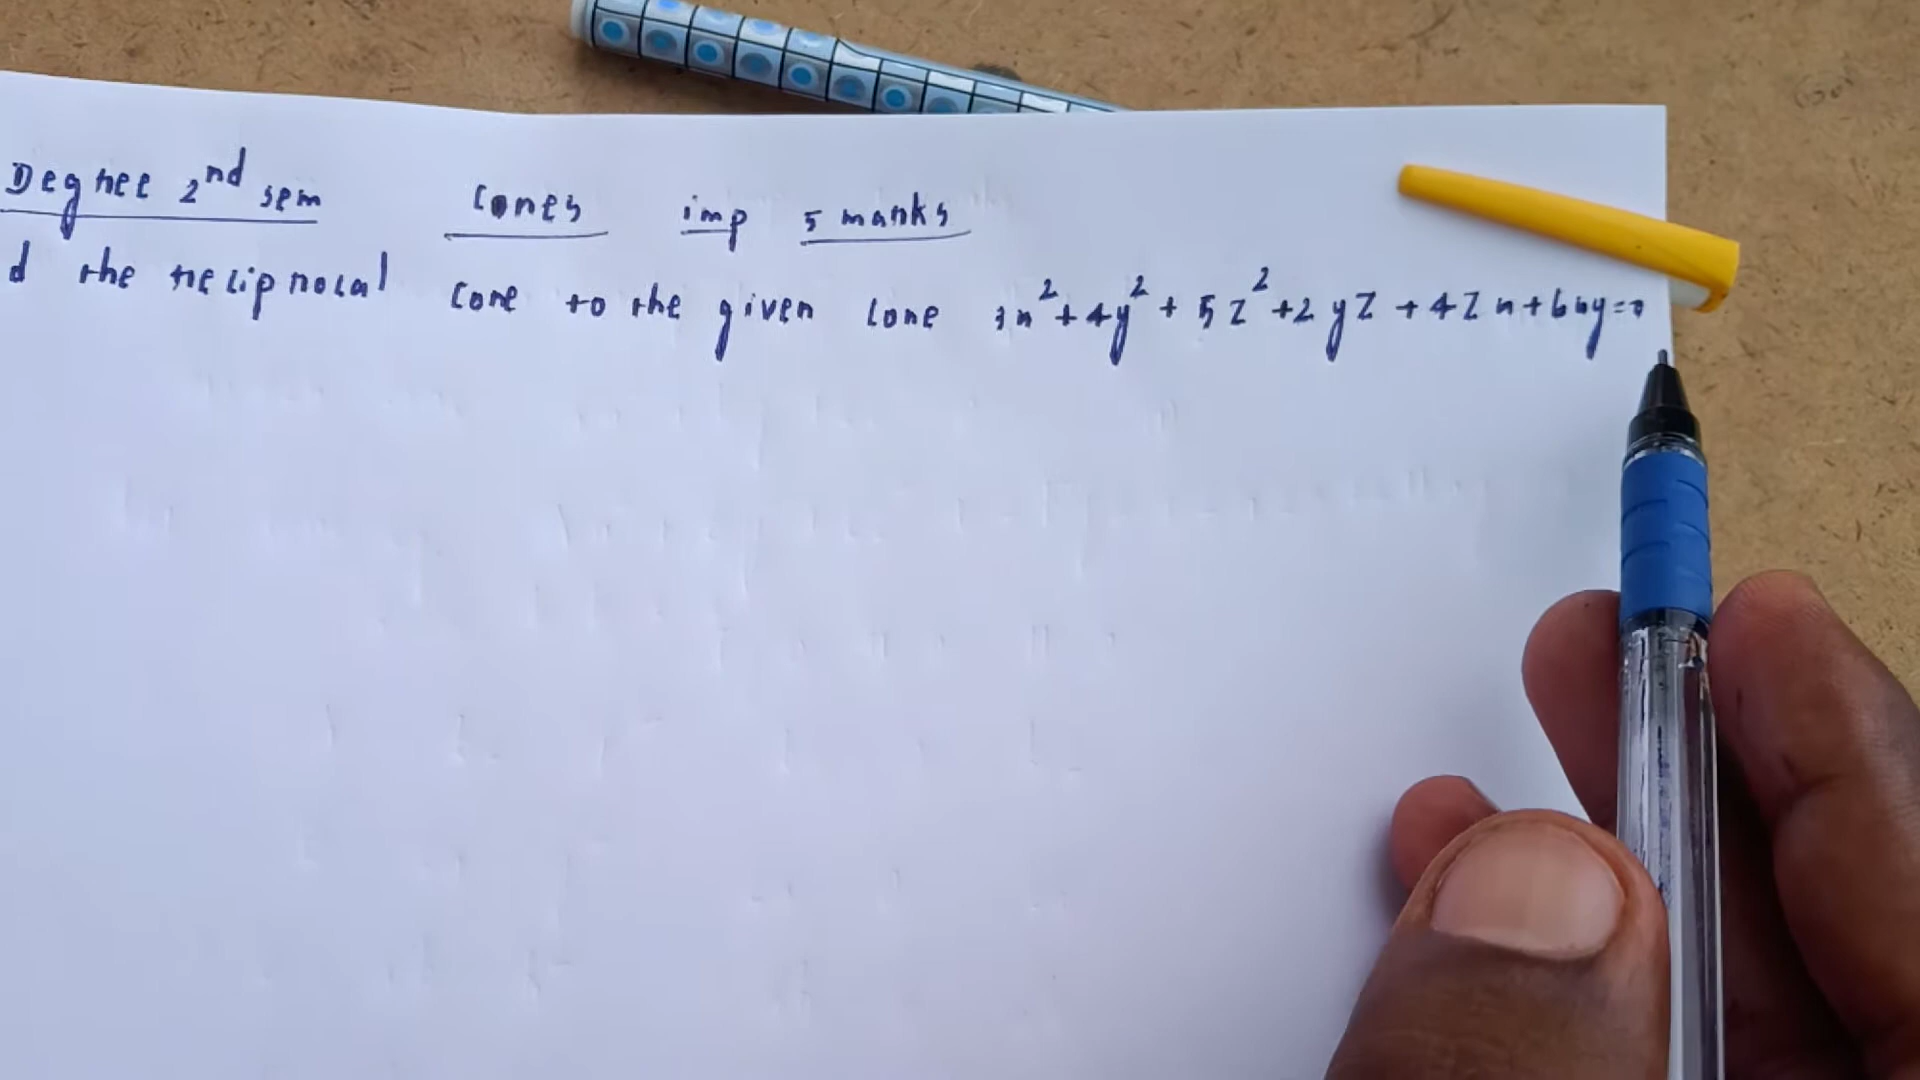 Degree 2nd sem cones imp 5 marks
d the reciprocal cone to the given cone 3x²+4y²+5z²+2yz+4zx+6xy=0